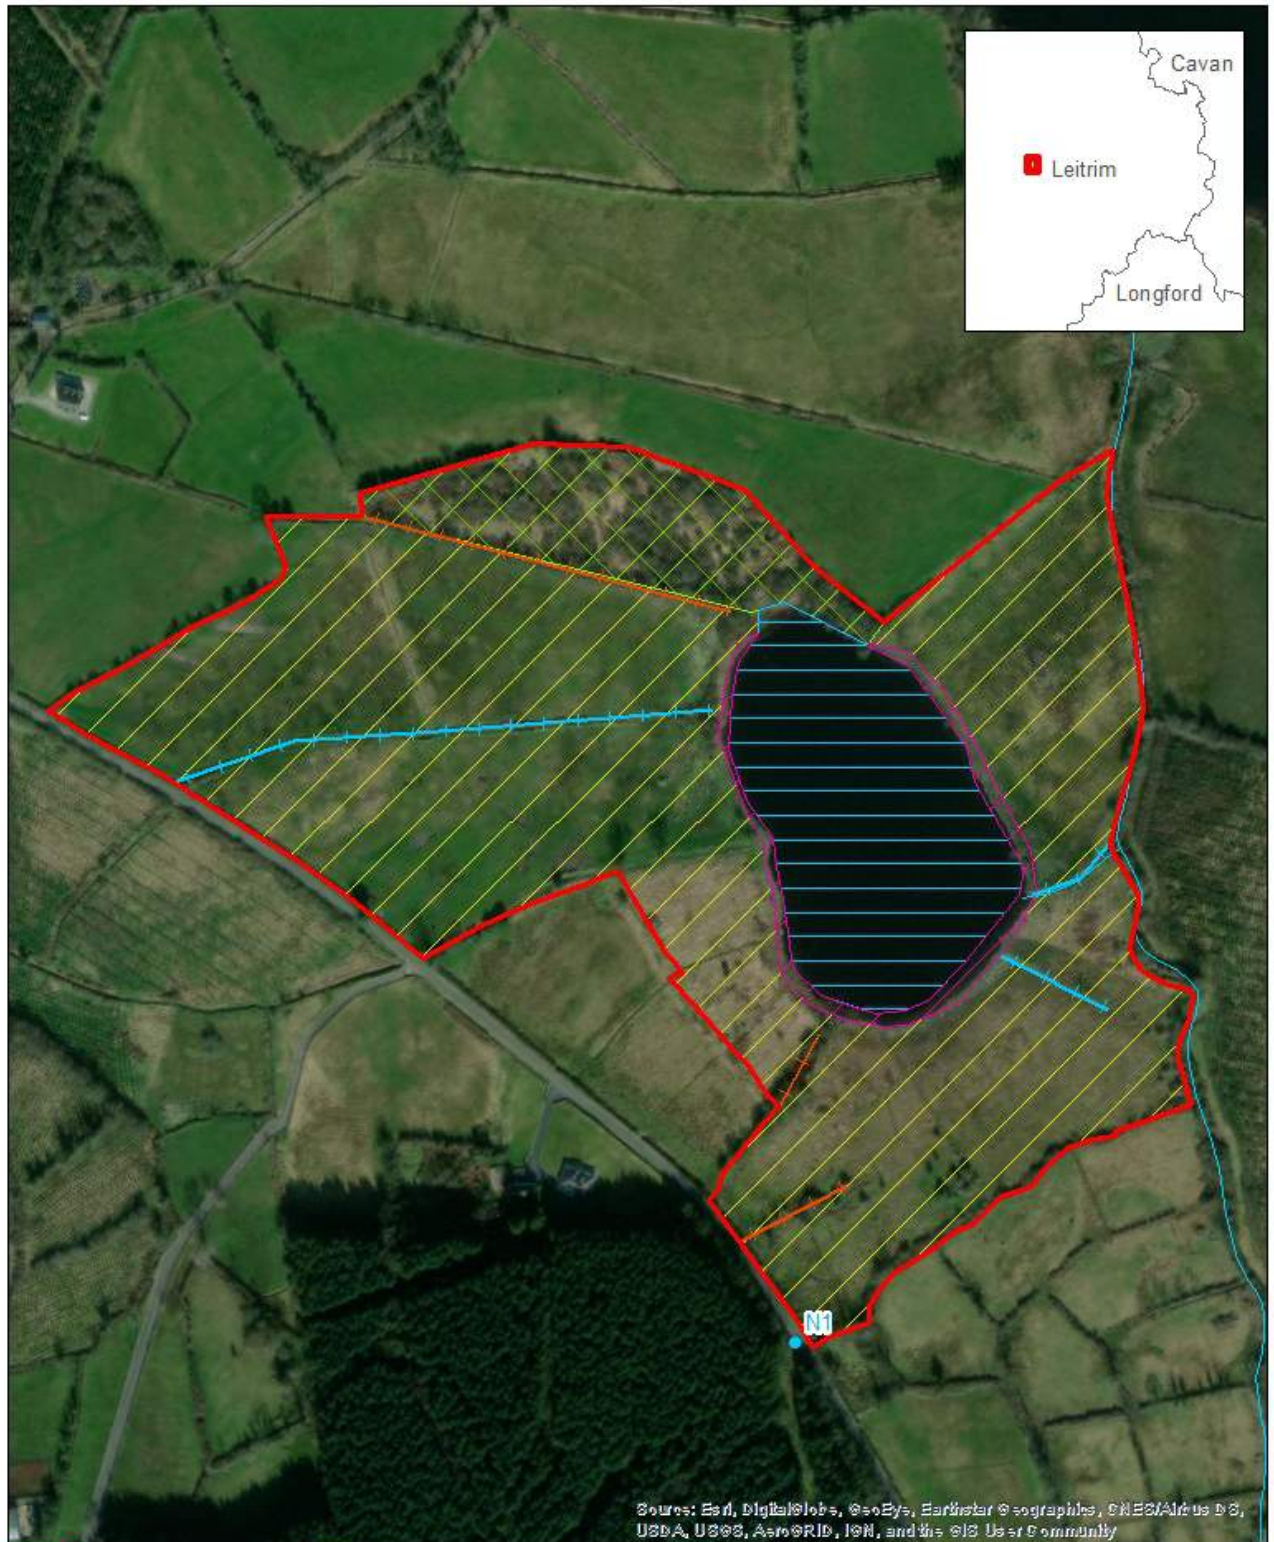 Cavan
Leitrim
Longford
N1
Source: Esri, DigitalGlobe, GeoEye, Earthstar Geographics, CNES/Airbus DS,
USDA, USGS, AeroGRID, IGN, and the GIS User Community